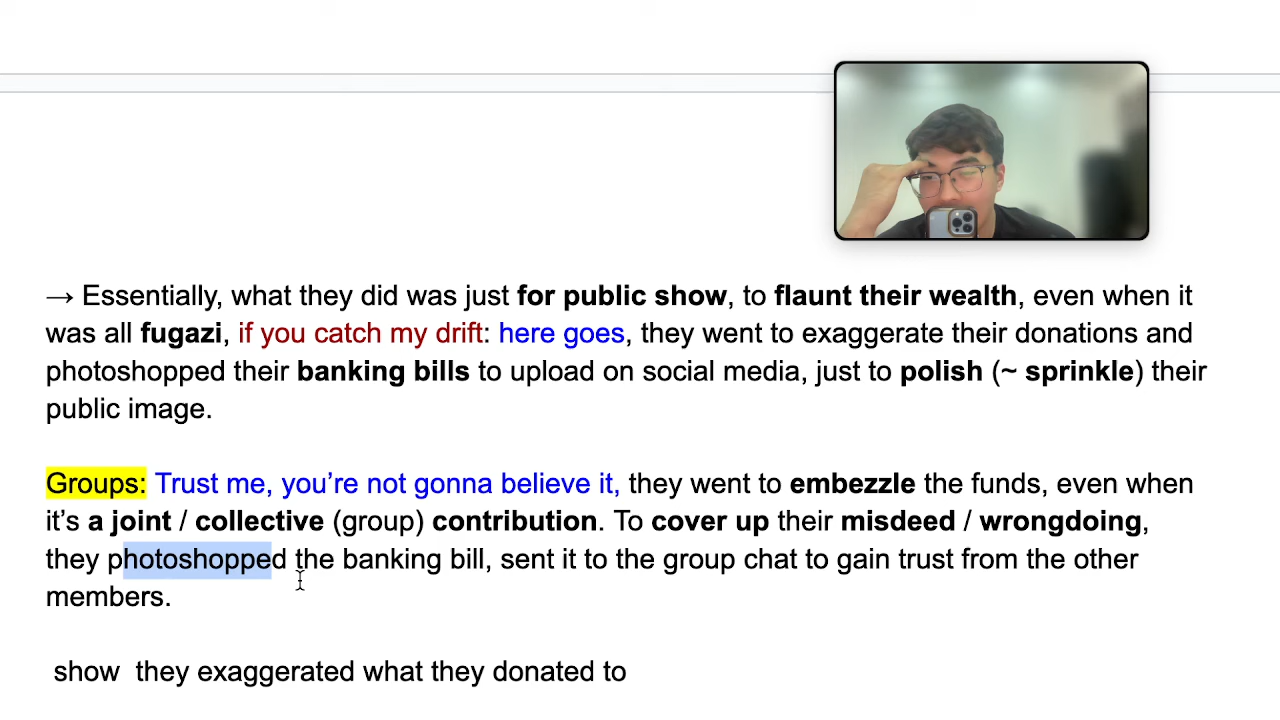 → Essentially, what they did was just for public show, to flaunt their wealth, even when it
was all fugazi, if you catch my drift: here goes, they went to exaggerate their donations and
photoshopped their banking bills to upload on social media, just to polish (~ sprinkle) their
public image.
Groups: Trust me, you’re not gonna believe it, they went to embezzle the funds, even when
it’s a joint / collective (group) contribution. To cover up their misdeed / wrongdoing,
they photoshopped the banking bill, sent it to the group chat to gain trust from the other
members.
show they exaggerated what they donated to